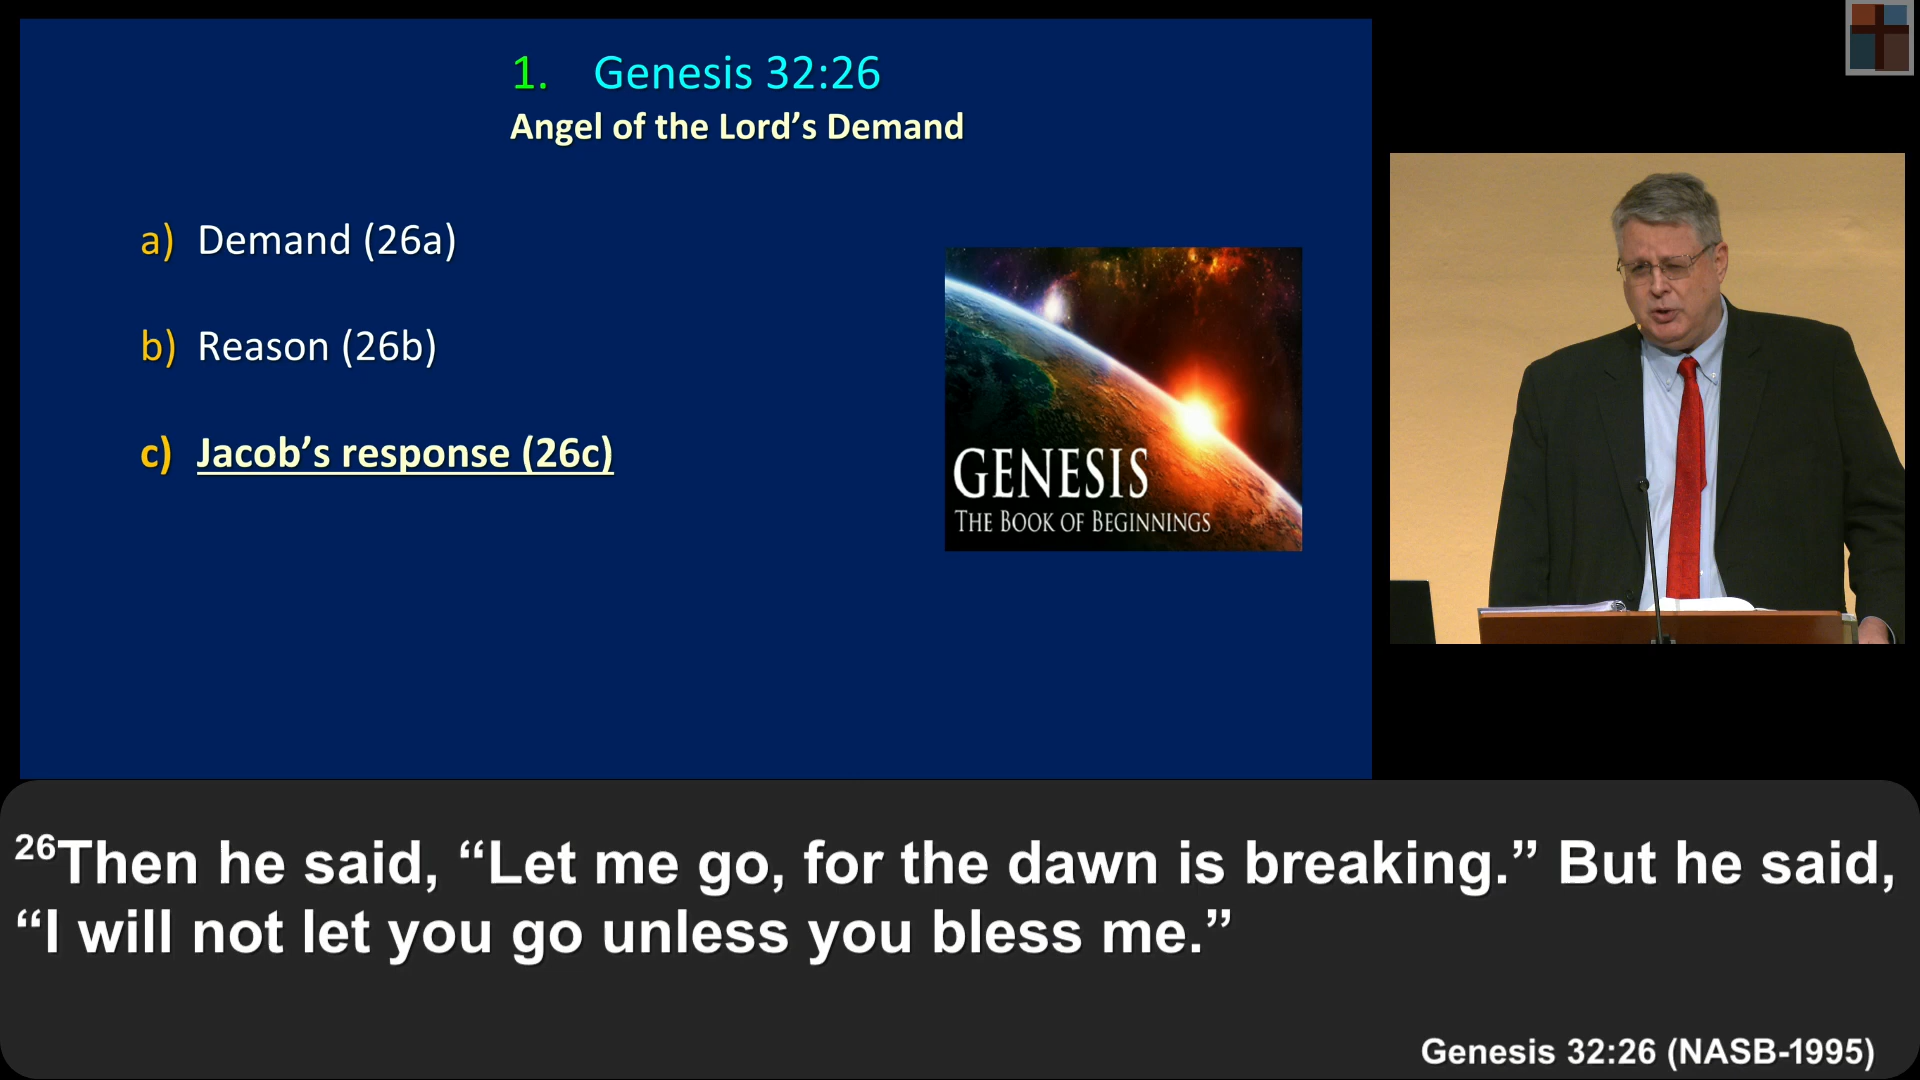 1. Genesis 32:26
Angel of the Lord’s Demand
a) Demand (26a)
b) Reason (26b)
c) Jacob’s response (26c)
GENESIS
THE BOOK OF BEGINNINGS
26Then he said, “Let me go, for the dawn is breaking.” But he said,
“I will not let you go unless you bless me.”
Genesis 32:26 (NASB-1995)